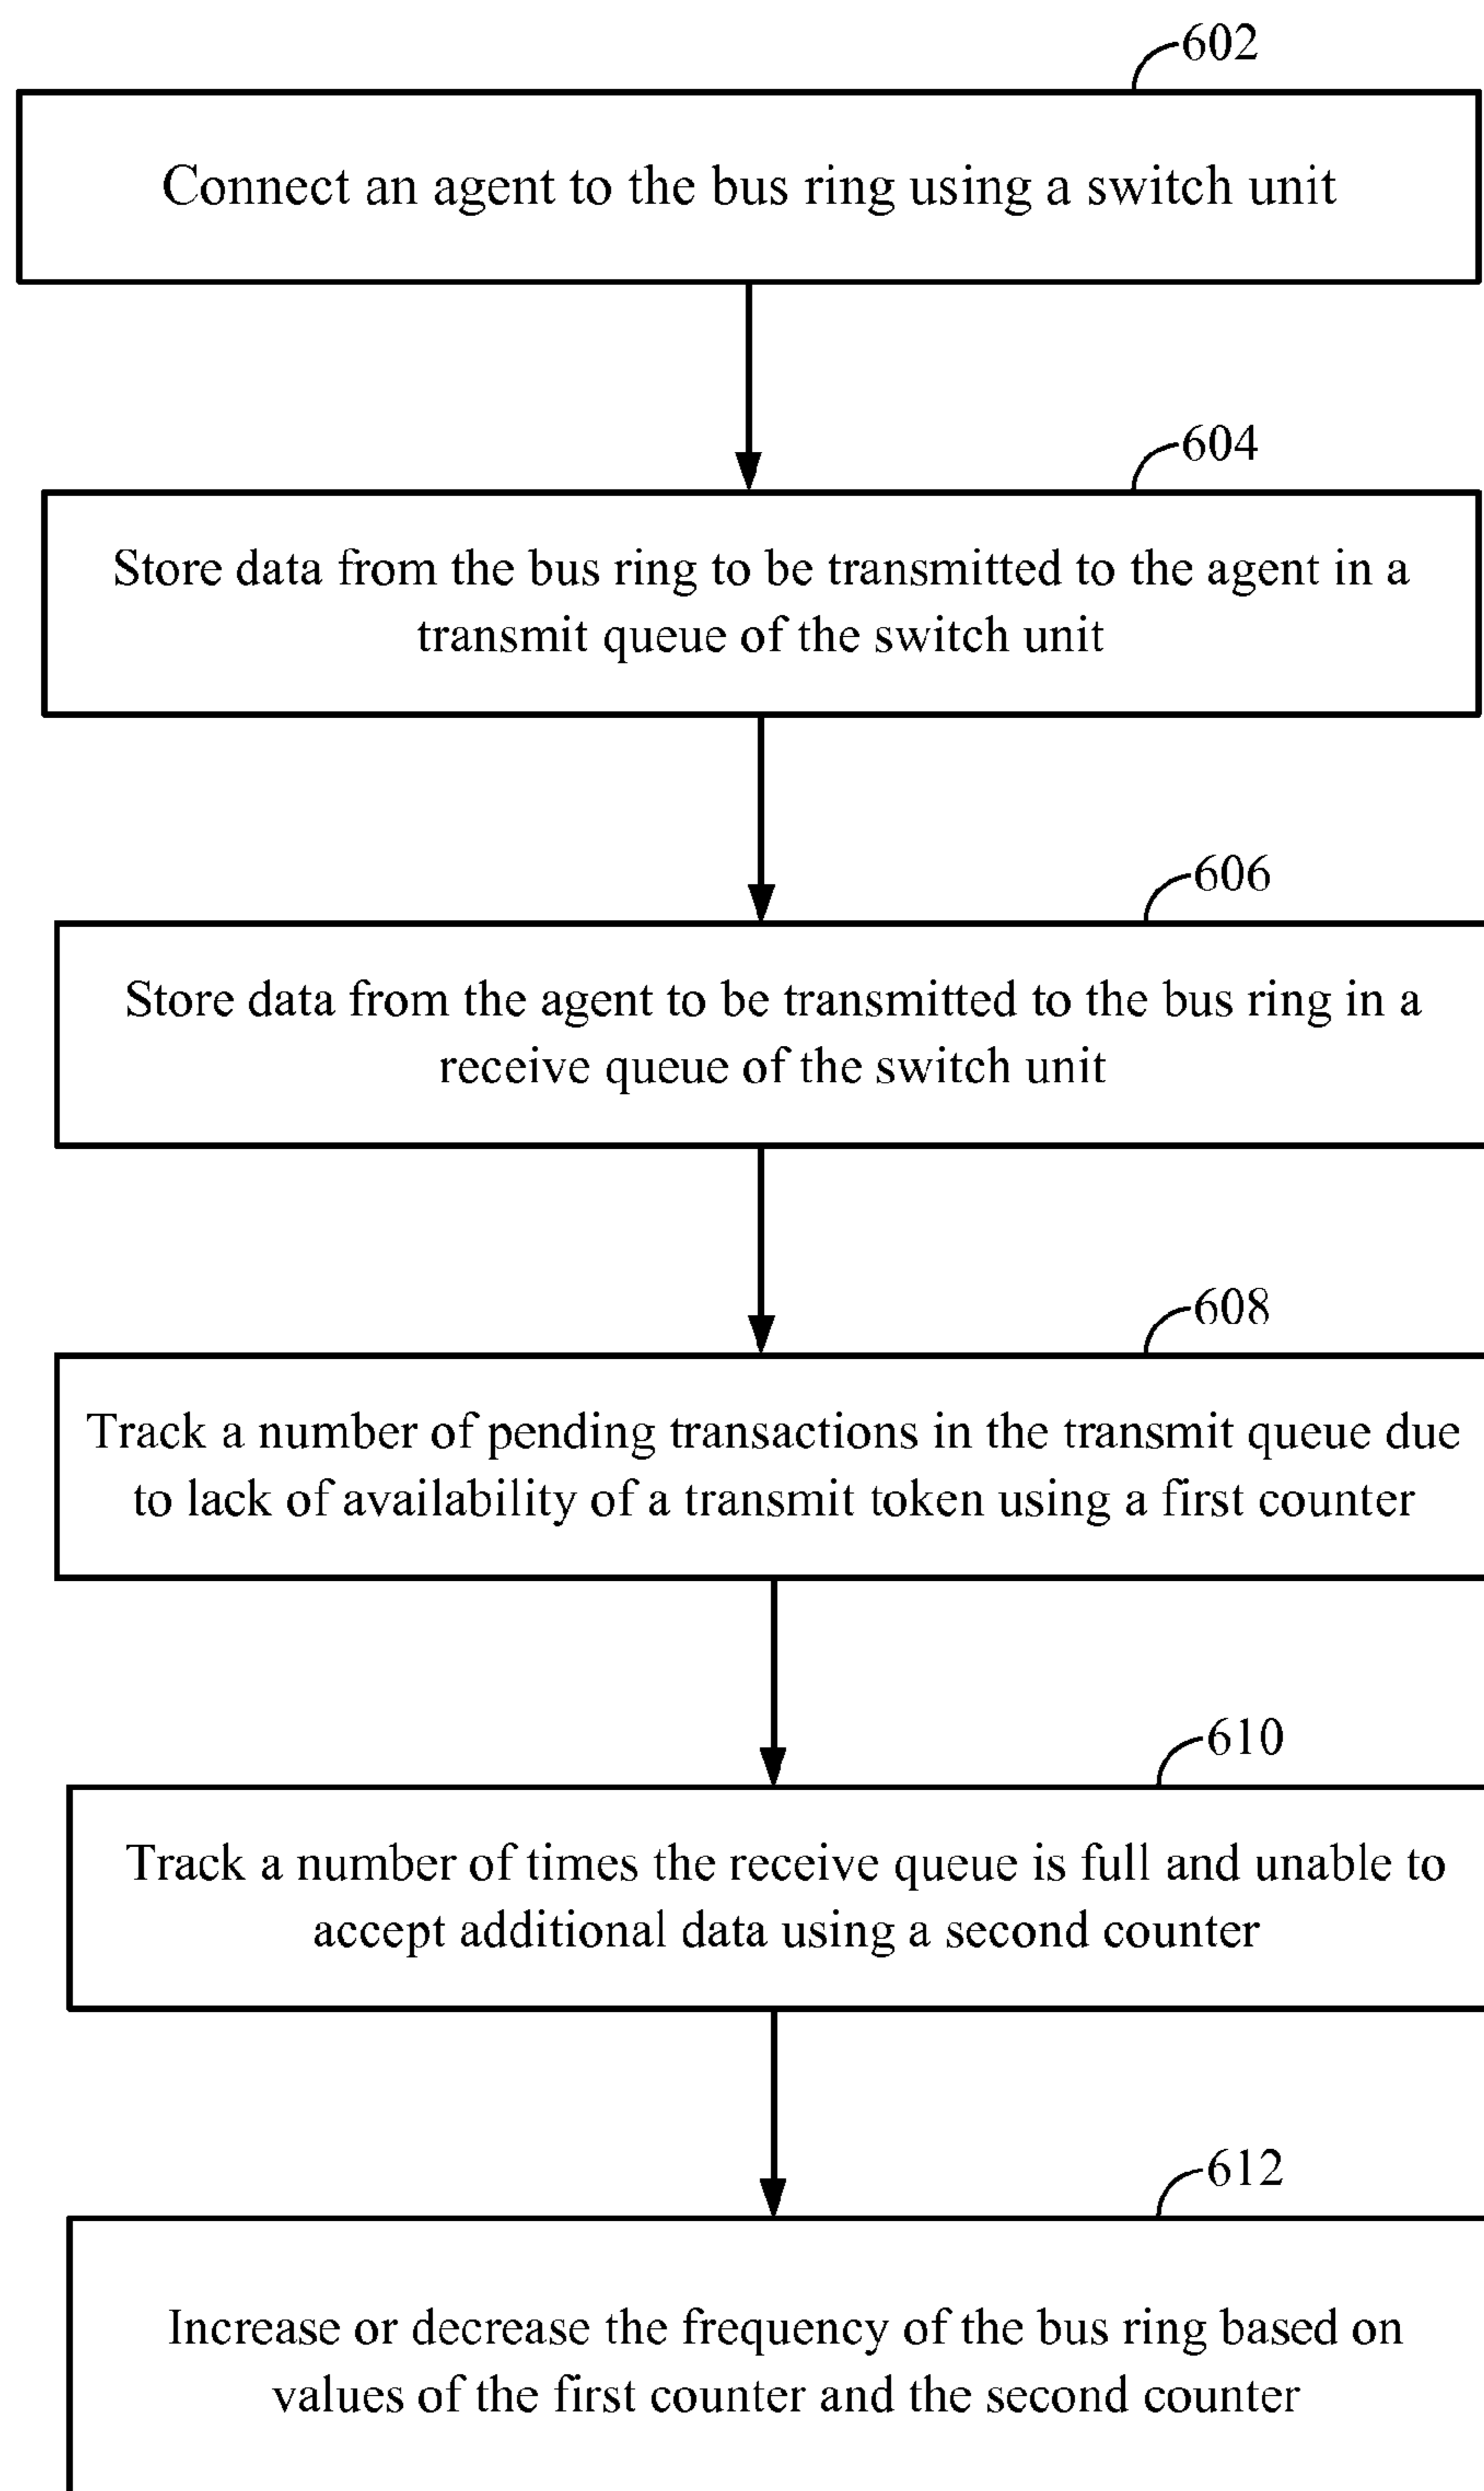 602
Connect an agent to the bus ring using a switch unit
604
Store data from the bus ring to be transmitted to the agent in a
transmit queue of the switch unit
606
Store data from the agent to be transmitted to the bus ring in a
receive queue of the switch unit
608
Track a number of pending transactions in the transmit queue due
to lack of availability of a transmit token using a first counter
610
Track a number of times the receive queue is full and unable to
accept additional data using a second counter
612
Increase or decrease the frequency of the bus ring based on
values of the first counter and the second counter